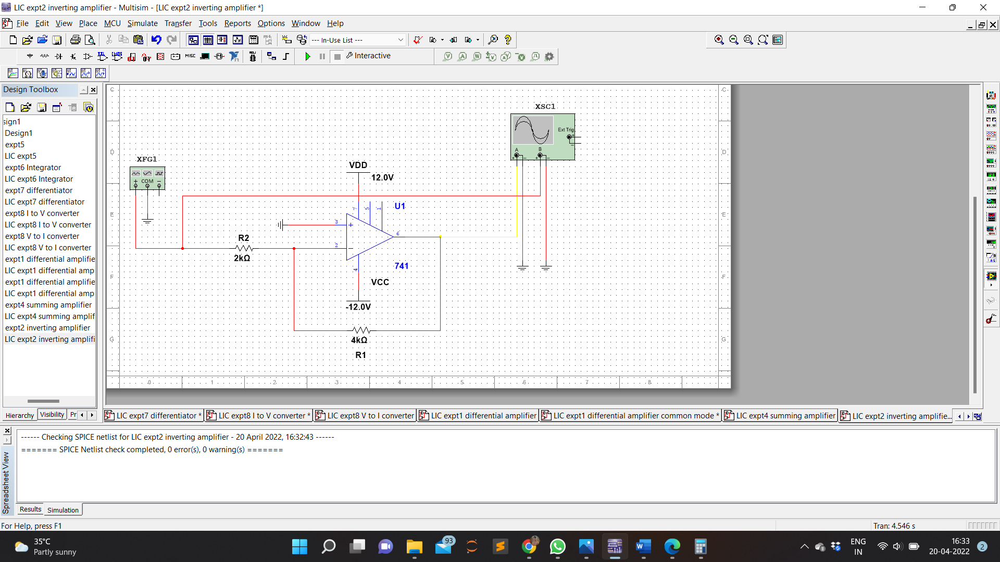 LIC expt2 inverting amplifier - Multisim - [LIC expt2 inverting amplifier *]
File Edit View Place MCU Simulate Transfer Tools Reports Options Window Help
--- In-Use List ---
MISC
Interactive
Design Toolbox
sign1
Design1
expt5
LIC expt5
expt6 Integrator
LIC expt6 Integrator
expt7 differentiator
LIC expt7 differentiator
expt8 I to V converter
LIC expt8 I to V converter
expt8 V to I converter
LIC expt8 V to I converter
expt1 differential amplifie
LIC expt1 differential amp
expt1 differential amplifie
LIC expt1 differential amp
expt4 summing amplifier
LIC expt4 summing amplif
expt2 inverting amplifier
LIC expt2 inverting amplifi
Hierarchy Visibility Pr
C C
D D
E E
F F
G G
0 1 2 3 4 5 6 7 8
XFG1
+ COM −
XSC1
Ext Trig
+
−
A B
+ − + −
VDD
12.0V
U1
7 5 1
3 +
6
2 −
4
741
R2
2kΩ
VCC
-12.0V
4kΩ
R1
LIC expt7 differentiator * LIC expt8 I to V converter * LIC expt8 V to I converter LIC expt1 differential amplifier LIC expt1 differential amplifier common mode * LIC expt4 summing amplifier LIC expt2 inverting amplifie...
Spreadsheet View
------ Checking SPICE netlist for LIC expt2 inverting amplifier - 20 April 2022, 16:32:43 ------
======= SPICE Netlist check completed, 0 error(s), 0 warning(s) =======
Results Simulation
For Help, press F1
Tran: 4.546 s
35°C
Partly sunny
93
ENG
IN
16:33
20-04-2022
2